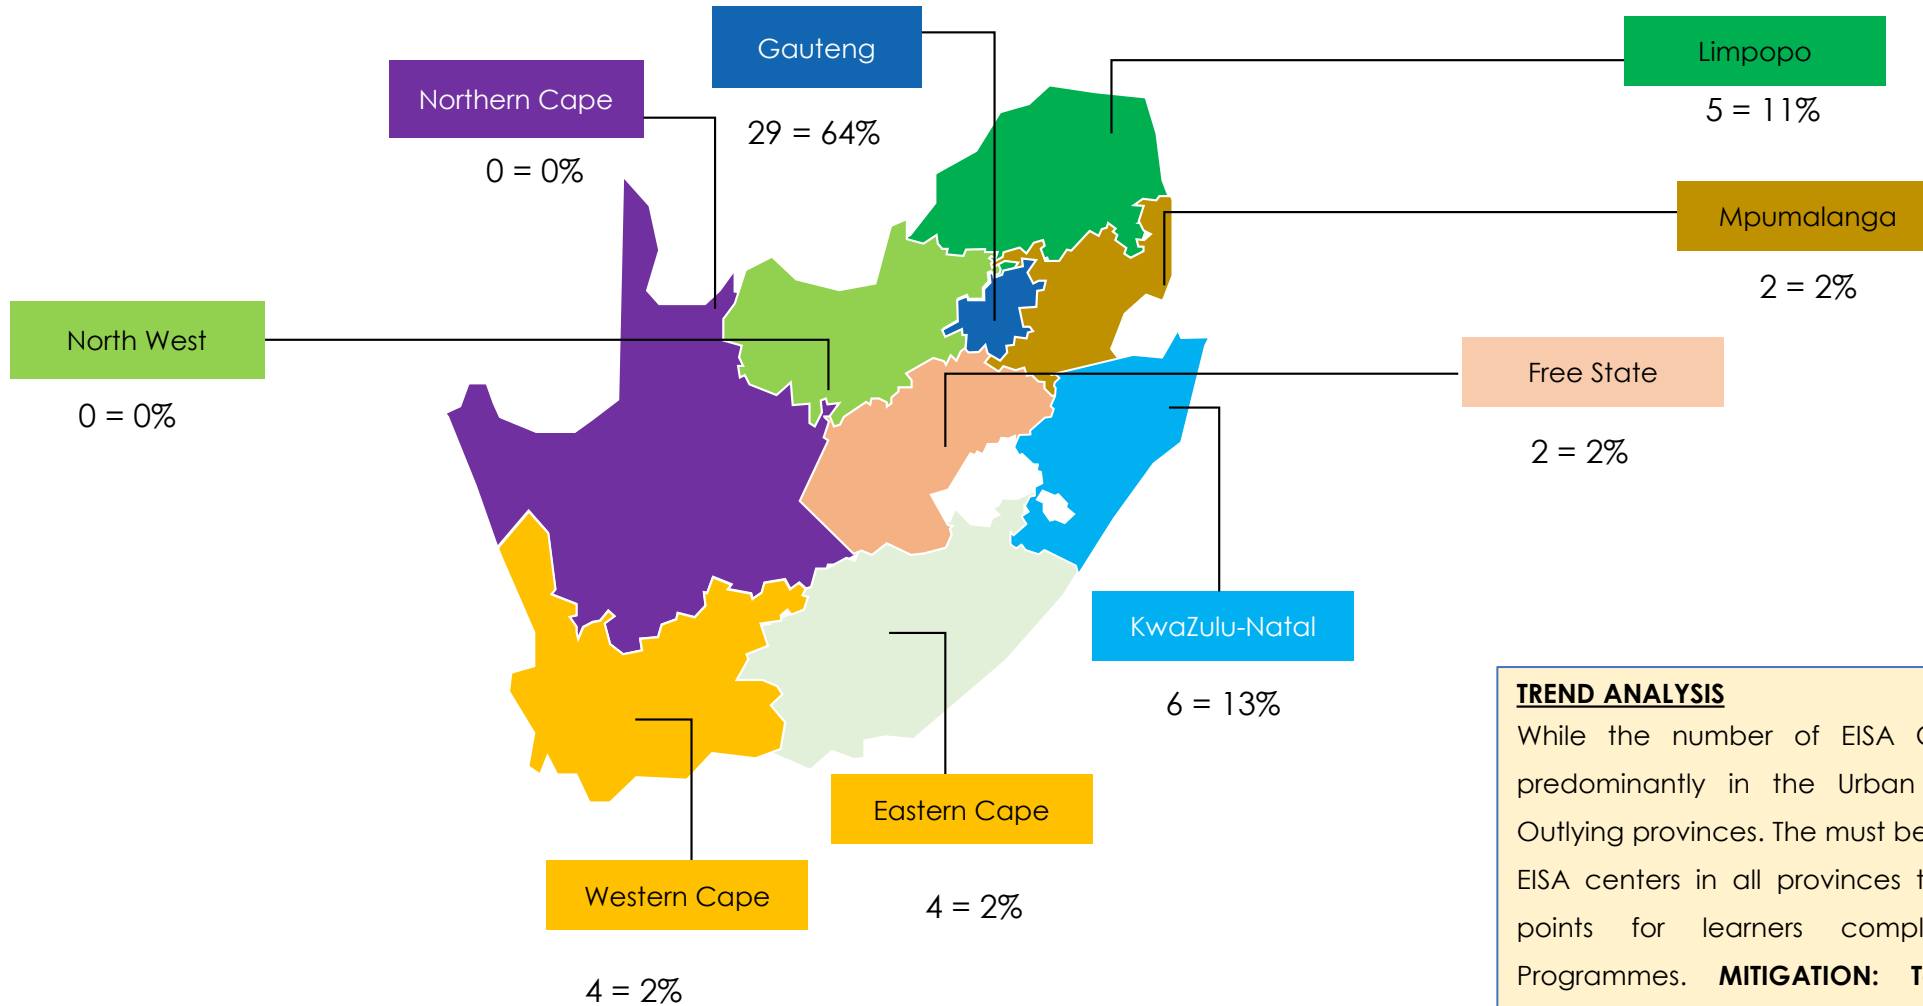 Gauteng
29 = 64%
Limpopo
5 = 11%
Northern Cape
0 = 0%
Mpumalanga
2 = 2%
North West
0 = 0%
Free State
2 = 2%
KwaZulu-Natal
6 = 13%
Eastern Cape
4 = 2%
Western Cape
4 = 2%
TREND ANALYSIS
While the number of EISA
predominantly in the Urban
Outlying provinces. The must be
EISA centers in all provinces
points for learners
Programmes. MITIGATION: